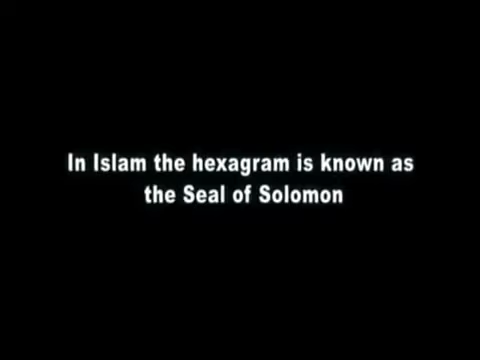 In Islam the hexagram is known as
the Seal of Solomon